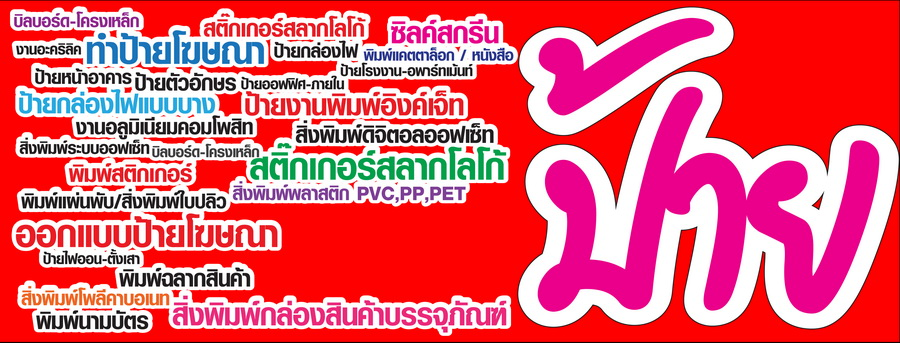 บิลบอร์ด-โครงเหล็ก
สติ๊กเกอร์สลากโลโก้
ซิลค์สกรีน
งานอะคริลิค
ทำป้ายโฆษณา
ป้ายกล่องไฟ
พิมพ์แคตตาล็อก / หนังสือ
ป้ายหน้าอาคาร
ป้ายตัวอักษร
ป้ายออฟฟิศ-ภายใน
ป้ายโรงงาน-อพาร์ทเม้นท์
ป้ายกล่องไฟแบบบาง
ป้ายงานพิมพ์อิงค์เจ็ท
งานอลูมิเนียมคอมโพสิท
สิ่งพิมพ์ดิจิตอลออฟเซ็ท
สิ่งพิมพ์ระบบออฟเซ็ท
บิลบอร์ด-โครงเหล็ก
สติ๊กเกอร์สลากโลโก้
พิมพ์สติกเกอร์
สิ่งพิมพ์พลาสติก PVC,PP,PET
พิมพ์แผ่นพับ/สิ่งพิมพ์ใบปลิว
ออกแบบป้ายโฆษณา
ป้ายไฟออน-ตั้งเสา
พิมพ์ฉลากสินค้า
สิ่งพิมพ์โพลีคาบอเนท
พิมพ์นามบัตร
สิ่งพิมพ์กล่องสินค้าบรรจุภัณฑ์
ป้าย